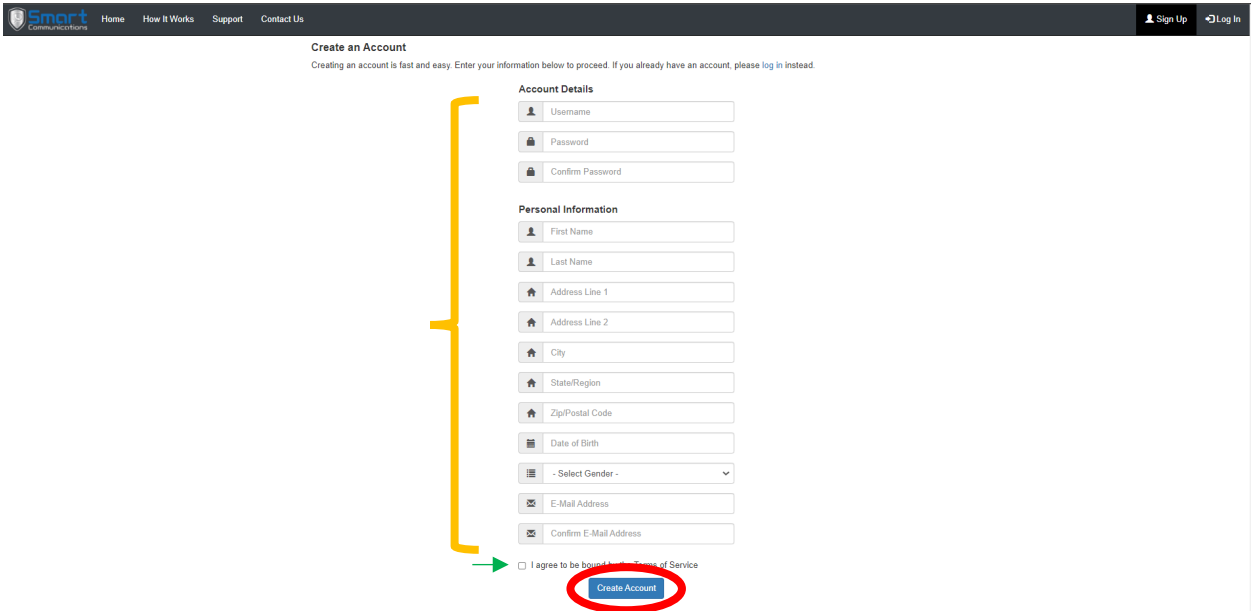 Smart
Communications
Home How It Works Support Contact Us Sign Up Log In
Create an Account
Creating an account is fast and easy. Enter your information below to proceed. If you already have an account, please log in instead.
Account Details
Username
Password
Confirm Password
Personal Information
First Name
Last Name
Address Line 1
Address Line 2
City
State/Region
Zip/Postal Code
Date of Birth
- Select Gender -
E-Mail Address
Confirm E-Mail Address
I agree to be bound by the Terms of Service
Create Account